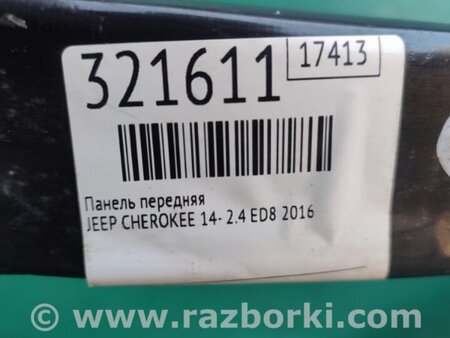 321611
17413
Панель передняя
JEEP CHEROKEE 14- 2.4 ED8 2016
© www.razborki.com